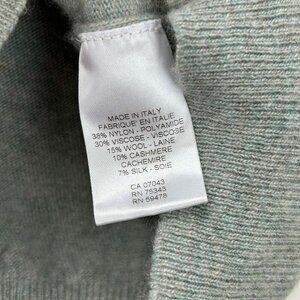 MADE IN ITALY
FABRIQUE' EN ITALIE
38% NYLON - POLYAMIDE
30% VISCOSE - VISCOSE
15% WOOL - LAINE
10% CASHMERE
CACHEMIRE
7% SILK - SOIE
CA 07043
RN 75343
RN 59478